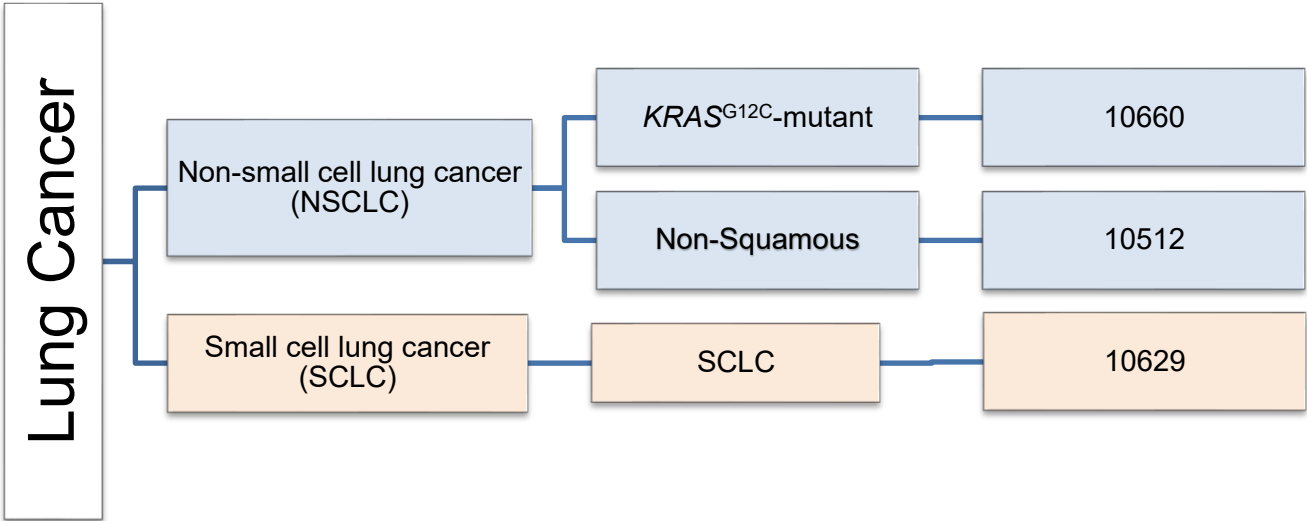 Lung Cancer
Non-small cell lung cancer
(NSCLC)
KRASG12C-mutant
10660
Non-Squamous
10512
Small cell lung cancer
(SCLC)
SCLC
10629